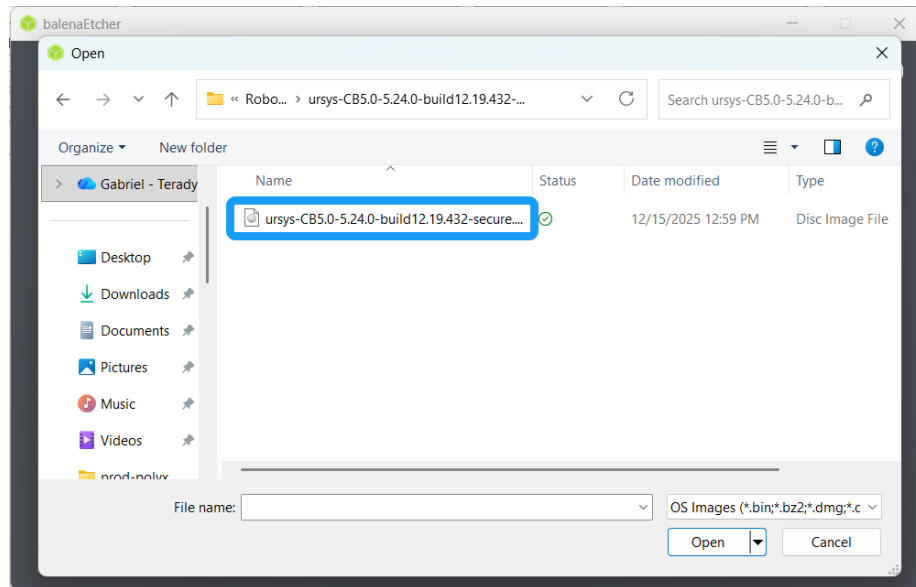 balenaEtcher
Open
« Robo... › ursys-CB5.0-5.24.0-build12.19.432-...
Search ursys-CB5.0-5.24.0-b...
Organize
New folder
Gabriel - Terady
Name
Status
Date modified
Type
ursys-CB5.0-5.24.0-build12.19.432-secure....
12/15/2025 12:59 PM
Disc Image File
Desktop
Downloads
Documents
Pictures
Music
Videos
prod-polyx
File name:
OS Images (*.bin;*.bz2;*.dmg;*.c
Open
Cancel